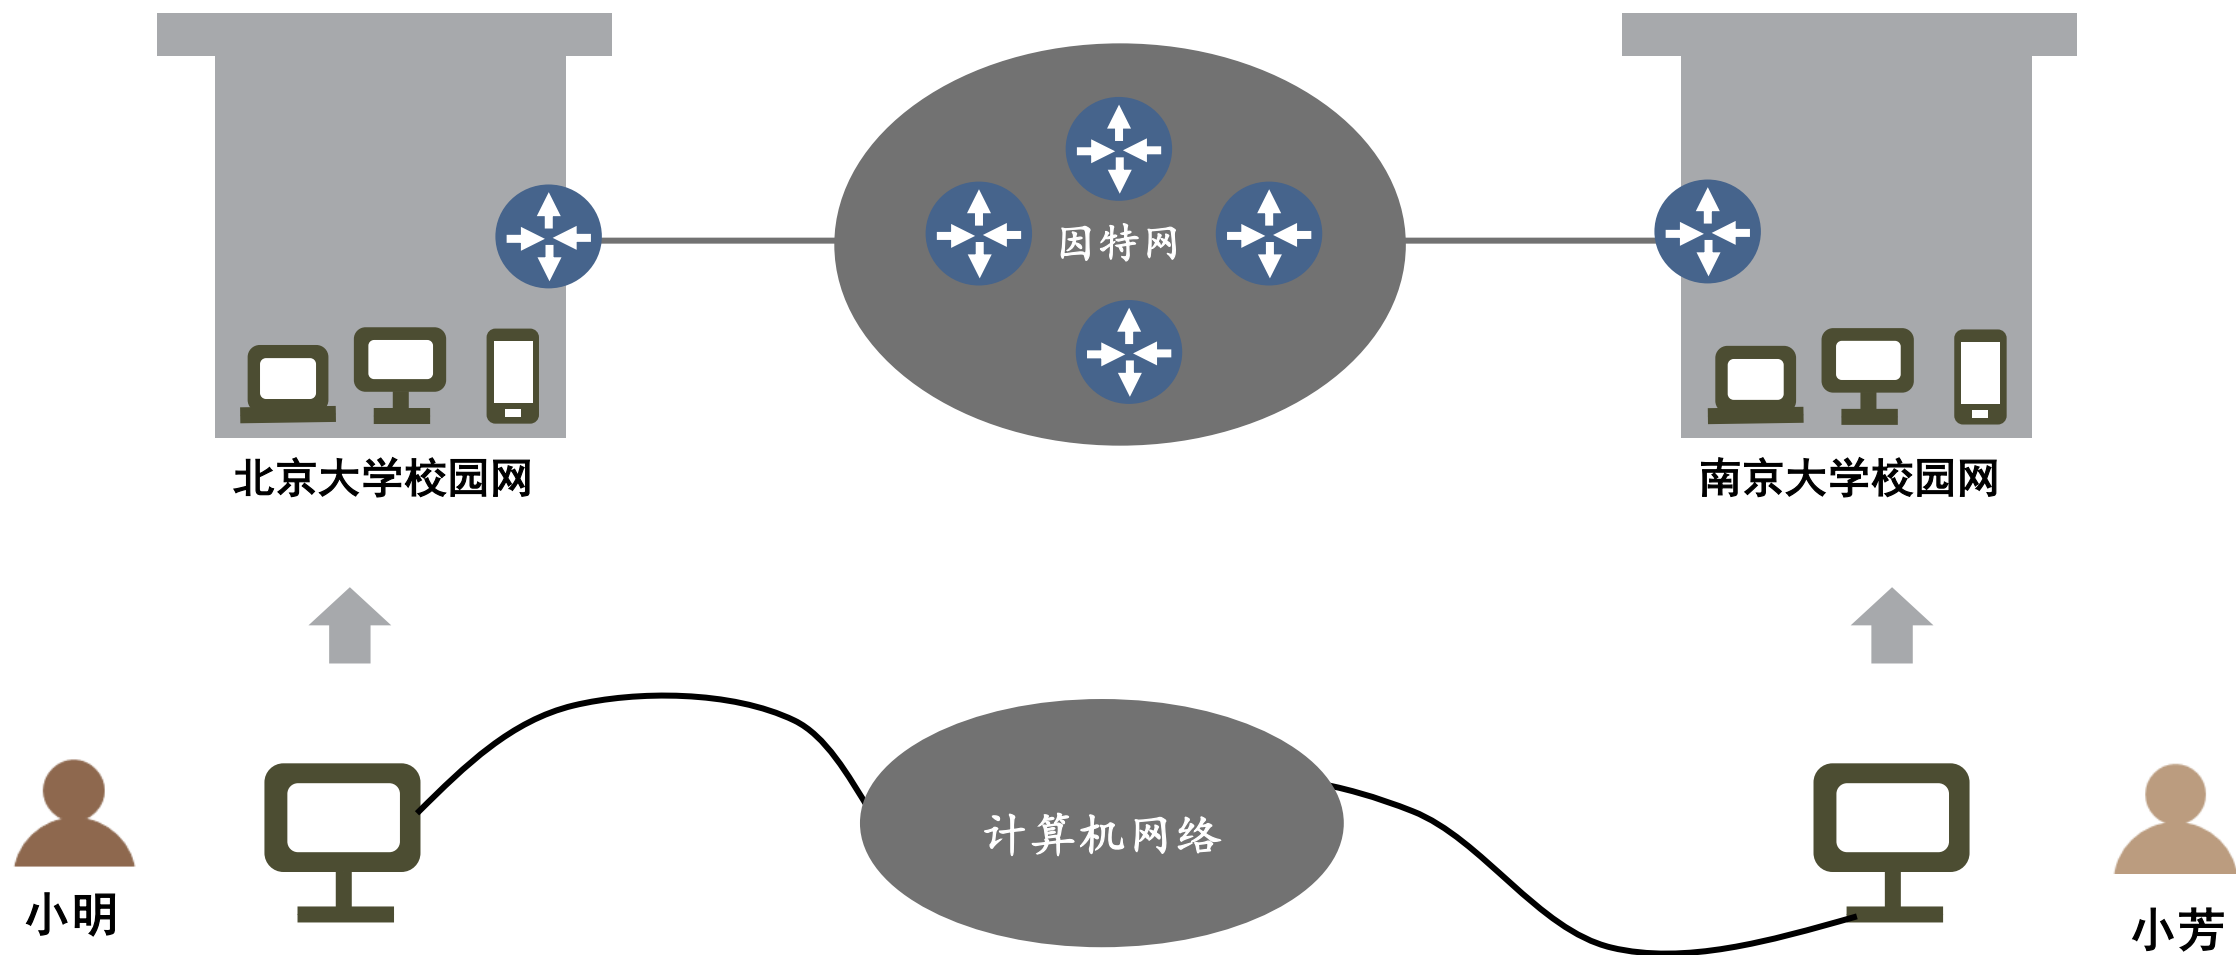 因特网
北京大学校园网
南京大学校园网
计算机网络
小明
小芳